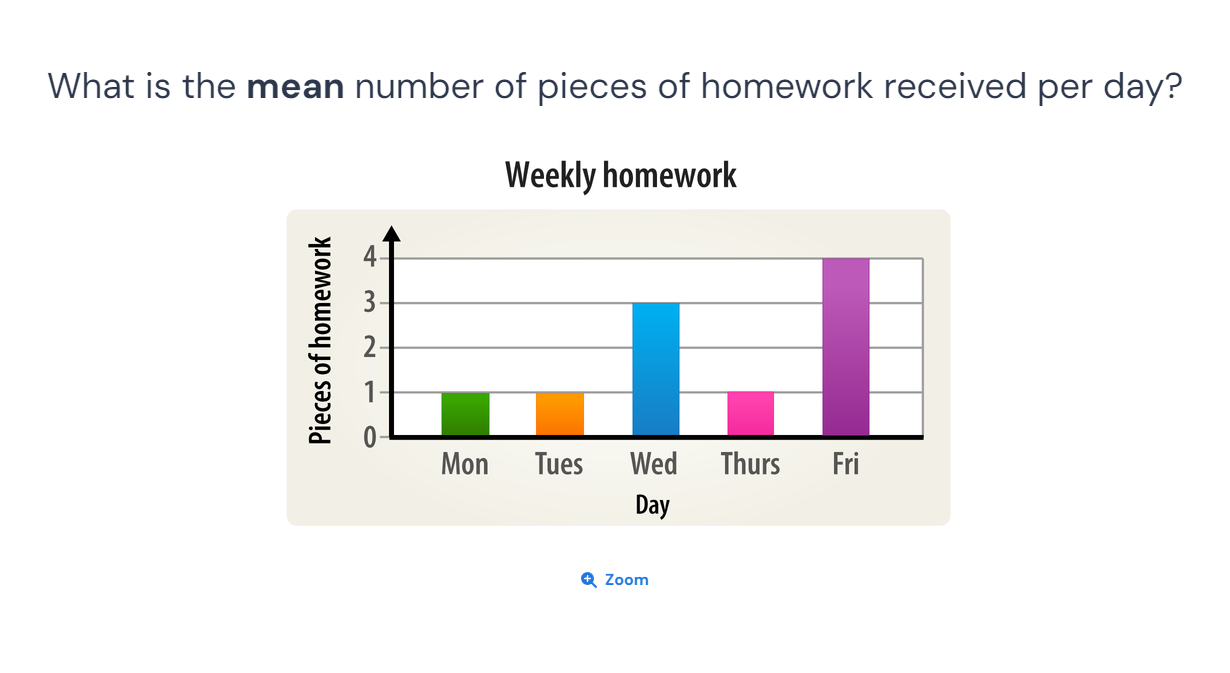 What is the mean number of pieces of homework received per day?
Weekly homework
Pieces of homework
4
3
2
1
0
Mon Tues Wed Thurs Fri
Day
Zoom